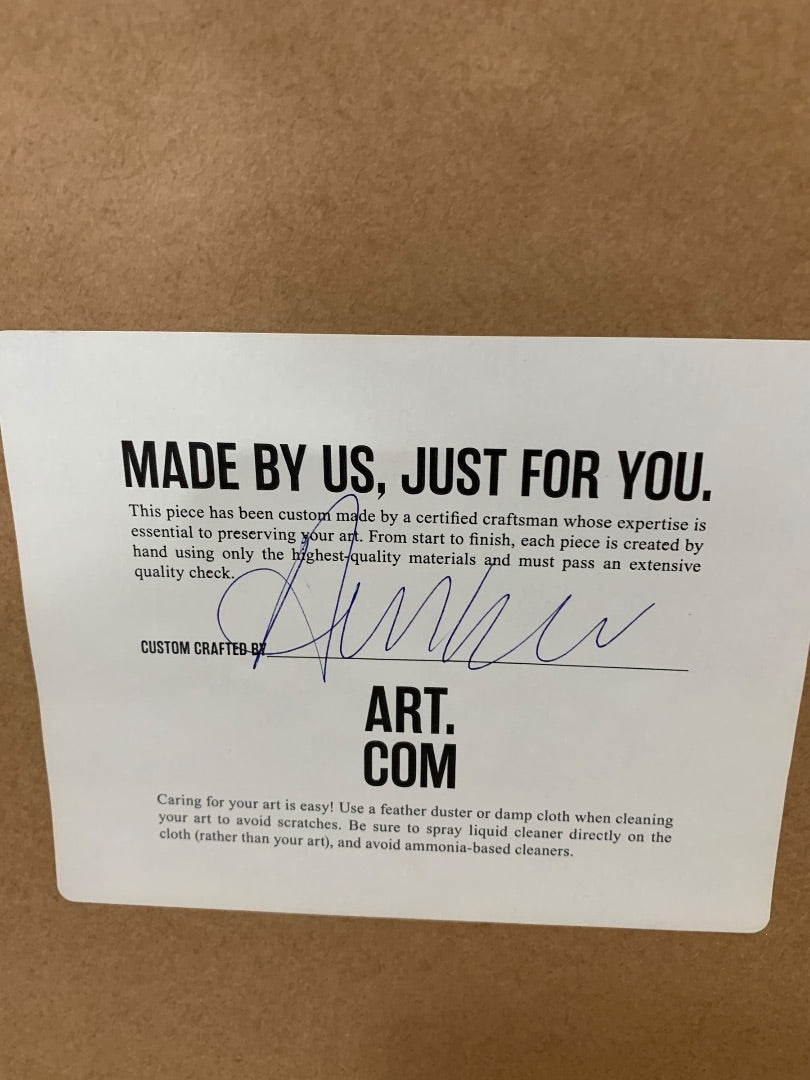 MADE BY US, JUST FOR YOU.
This piece has been custom made by a certified craftsman whose expertise is
essential to preserving your art. From start to finish, each piece is created by
hand using only the highest-quality materials and must pass an extensive
quality check.
CUSTOM CRAFTED BY
ART.
COM
Caring for your art is easy! Use a feather duster or damp cloth when cleaning
your art to avoid scratches. Be sure to spray liquid cleaner directly on the
cloth (rather than your art), and avoid ammonia-based cleaners.